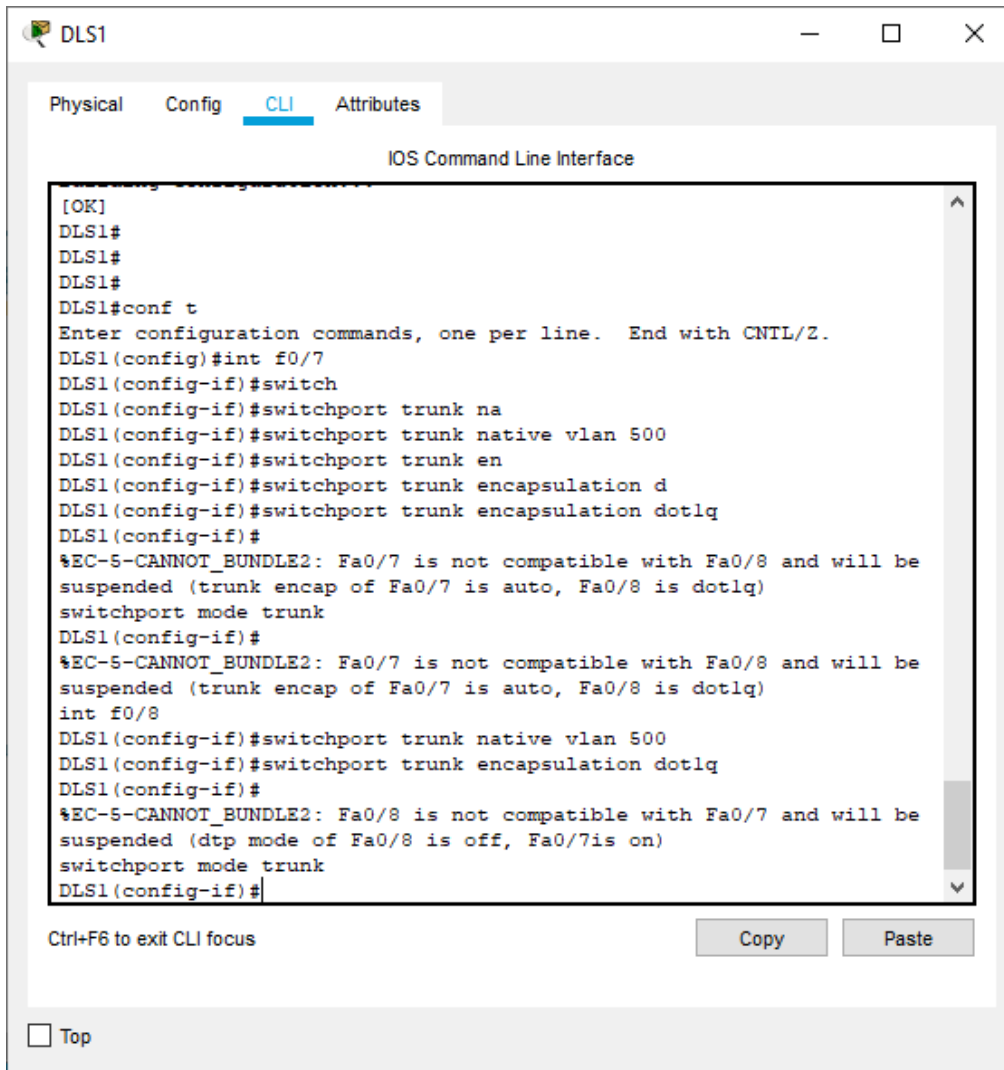 DLS1
Physical Config CLI Attributes
IOS Command Line Interface
[OK]
DLS1#
DLS1#
DLS1#
DLS1#conf t
Enter configuration commands, one per line.  End with CNTL/Z.
DLS1(config)#int f0/7
DLS1(config-if)#switch
DLS1(config-if)#switchport trunk na
DLS1(config-if)#switchport trunk native vlan 500
DLS1(config-if)#switchport trunk en
DLS1(config-if)#switchport trunk encapsulation d
DLS1(config-if)#switchport trunk encapsulation dot1q
DLS1(config-if)#
%EC-5-CANNOT_BUNDLE2: Fa0/7 is not compatible with Fa0/8 and will be
suspended (trunk encap of Fa0/7 is auto, Fa0/8 is dot1q)
switchport mode trunk
DLS1(config-if)#
%EC-5-CANNOT_BUNDLE2: Fa0/7 is not compatible with Fa0/8 and will be
suspended (trunk encap of Fa0/7 is auto, Fa0/8 is dot1q)
int f0/8
DLS1(config-if)#switchport trunk native vlan 500
DLS1(config-if)#switchport trunk encapsulation dot1q
DLS1(config-if)#
%EC-5-CANNOT_BUNDLE2: Fa0/8 is not compatible with Fa0/7 and will be
suspended (dtp mode of Fa0/8 is off, Fa0/7is on)
switchport mode trunk
DLS1(config-if)#
Ctrl+F6 to exit CLI focus
Copy Paste
Top